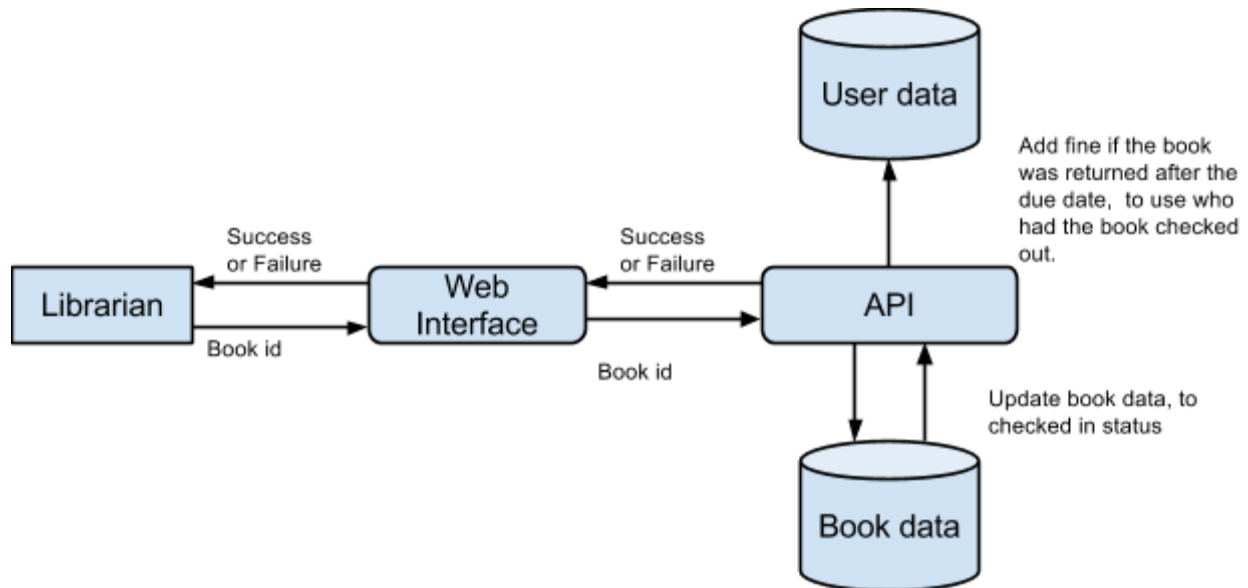 User data
Add fine if the book
was returned after the
due date,  to use who
had the book checked
out.
Success
or Failure
Success
or Failure
Librarian
Web
Interface
API
Book id
Book id
Update book data, to
checked in status
Book data